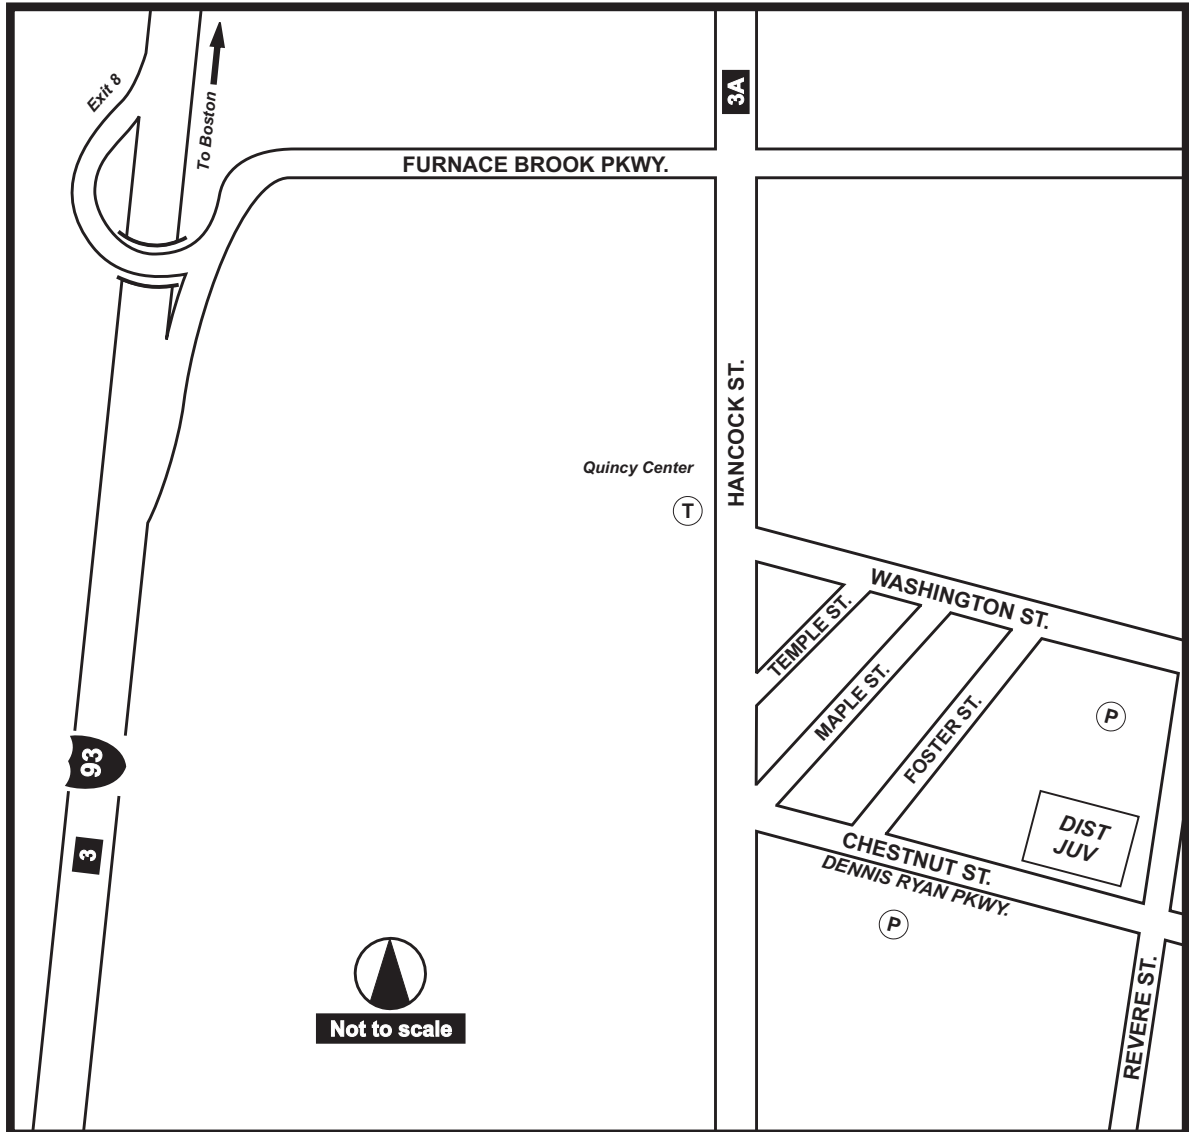 Exit 8
To Boston
3A
FURNACE BROOK PKWY.
HANCOCK ST.
Quincy Center
T
WASHINGTON ST.
TEMPLE ST.
MAPLE ST.
FOSTER ST.
P
93
3
DIST
JUV
CHESTNUT ST.
DENNIS RYAN PKWY.
P
REVERE ST.
Not to scale